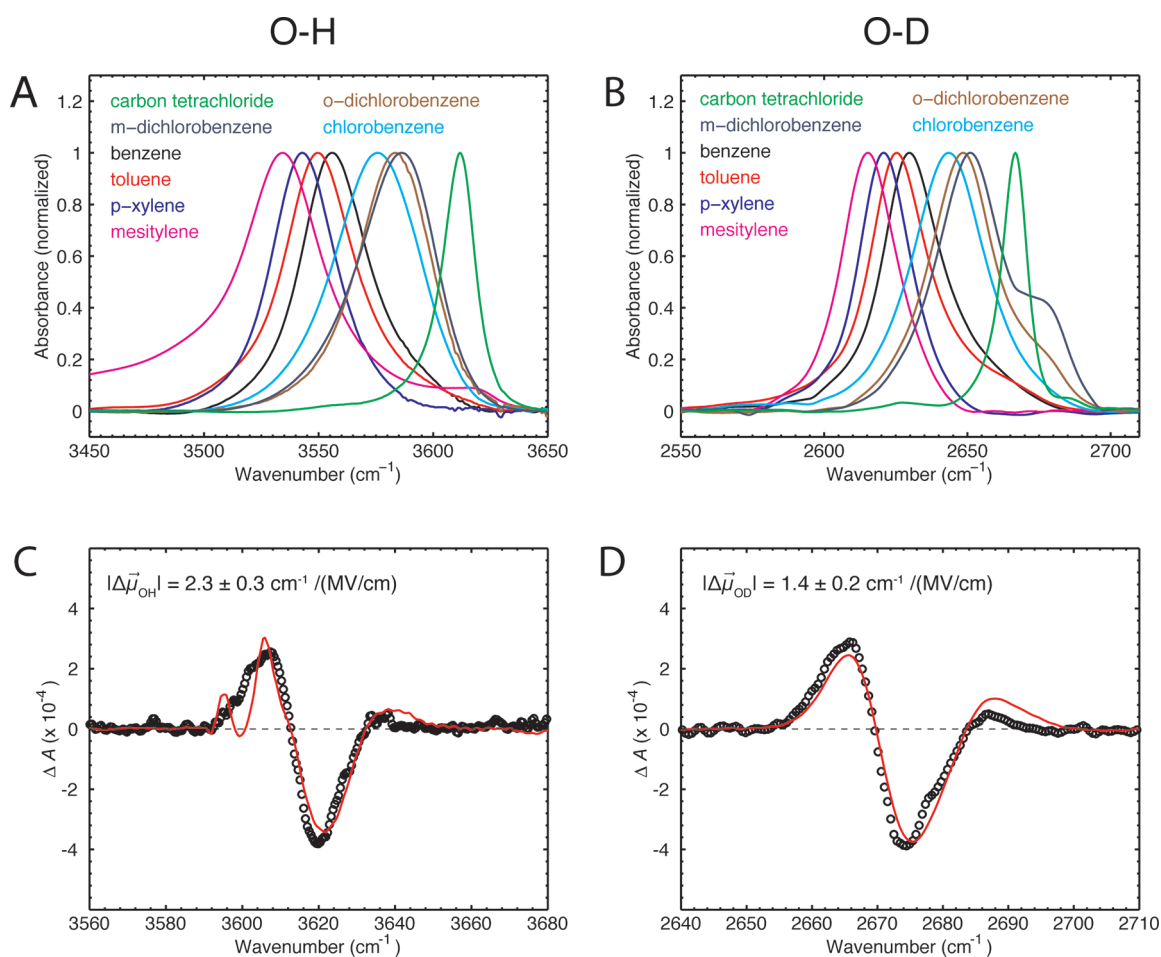 O-H
O-D
A
carbon tetrachloride
o−dichlorobenzene
m−dichlorobenzene
chlorobenzene
benzene
toluene
p−xylene
mesitylene
Absorbance (normalized)
1.2
1
0.8
0.6
0.4
0.2
0
3450
3500
3550
3600
3650
Wavenumber (cm⁻¹)
B
carbon tetrachloride
o−dichlorobenzene
m−dichlorobenzene
chlorobenzene
benzene
toluene
p−xylene
mesitylene
Absorbance (normalized)
1.2
1
0.8
0.6
0.4
0.2
0
2550
2600
2650
2700
Wavenumber (cm⁻¹)
C
|Δμ⃗OH| = 2.3 ± 0.3 cm⁻¹ /(MV/cm)
Δ A (x 10⁻⁴)
4
2
0
-2
-4
3560
3580
3600
3620
3640
3660
3680
Wavenumber (cm⁻¹)
D
|Δμ⃗OD| = 1.4 ± 0.2 cm⁻¹ /(MV/cm)
Δ A (x 10⁻⁴)
4
2
0
-2
-4
2640
2650
2660
2670
2680
2690
2700
2710
Wavenumber (cm⁻¹)